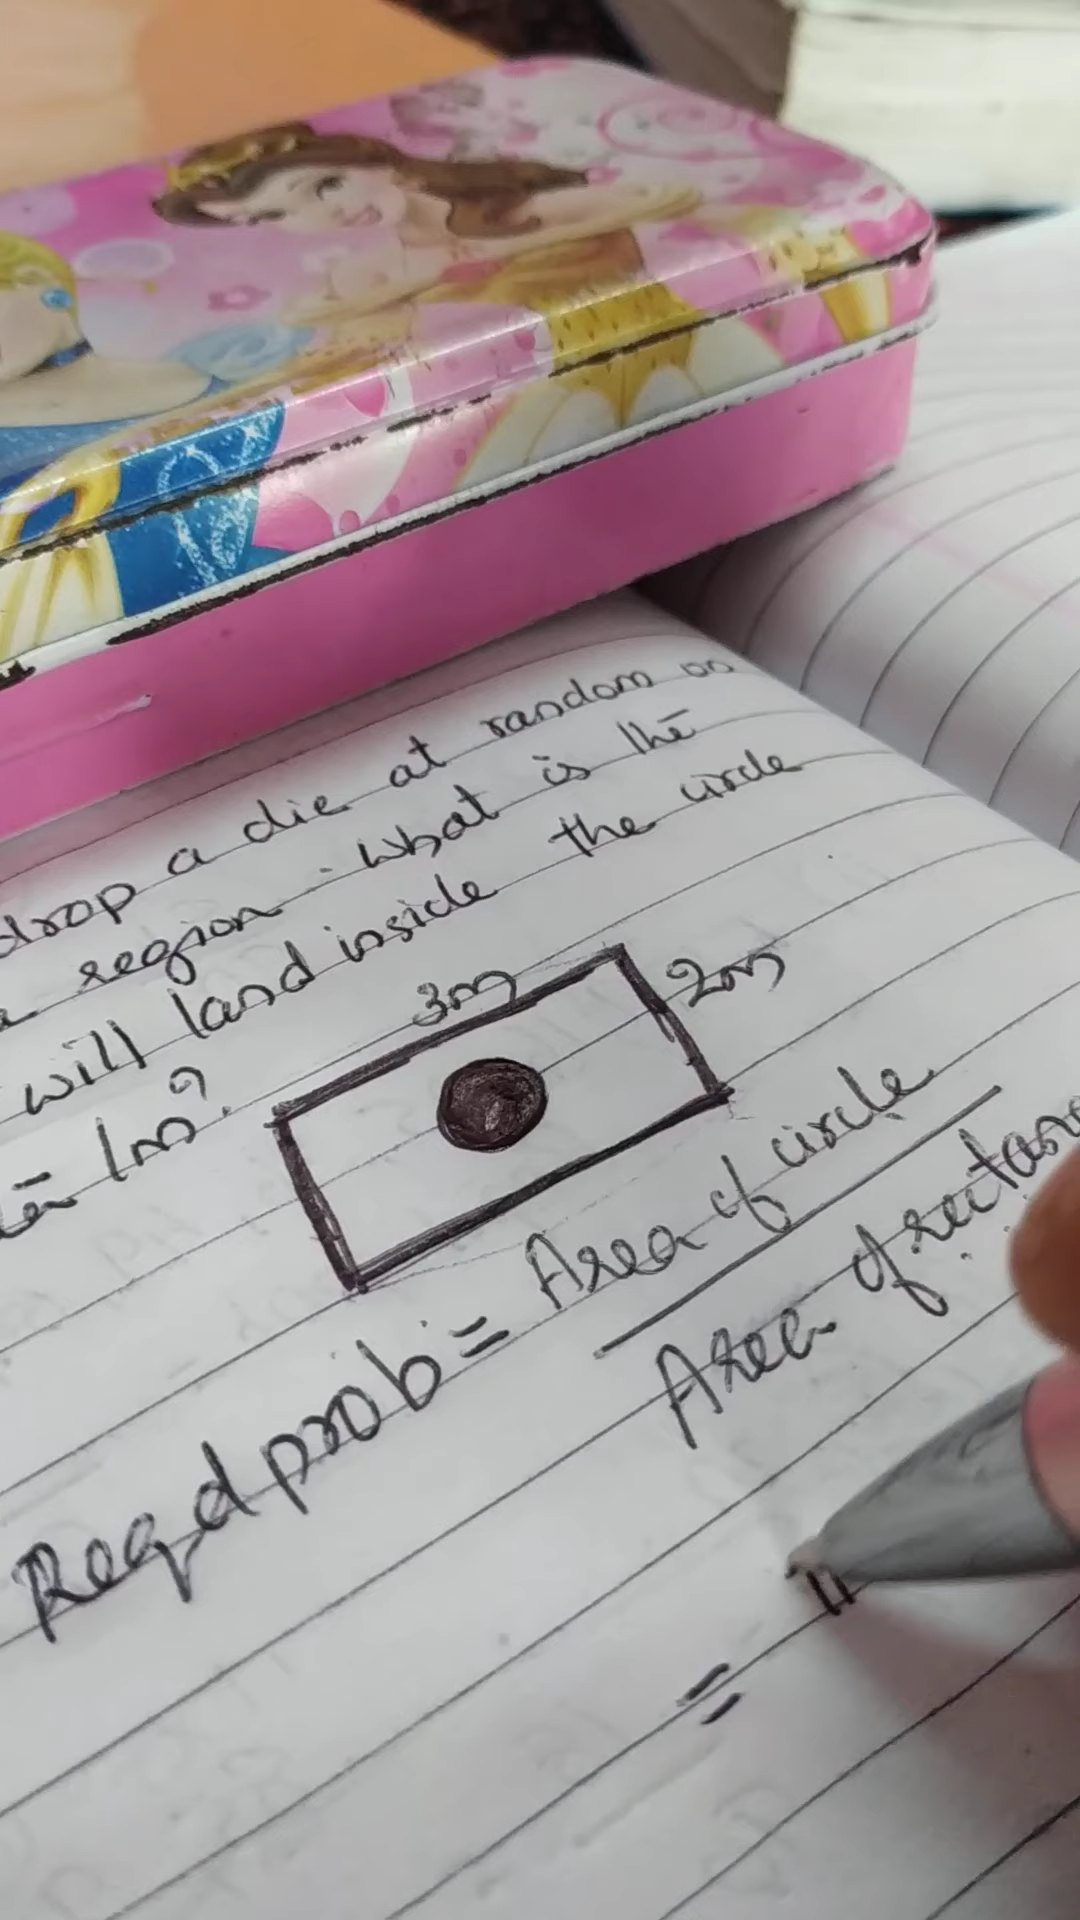 drop a die at random on
region. What is the
will land inside the circle
1m?
3m
2m
Reqd prob = Area of circle
Area of rectan
=